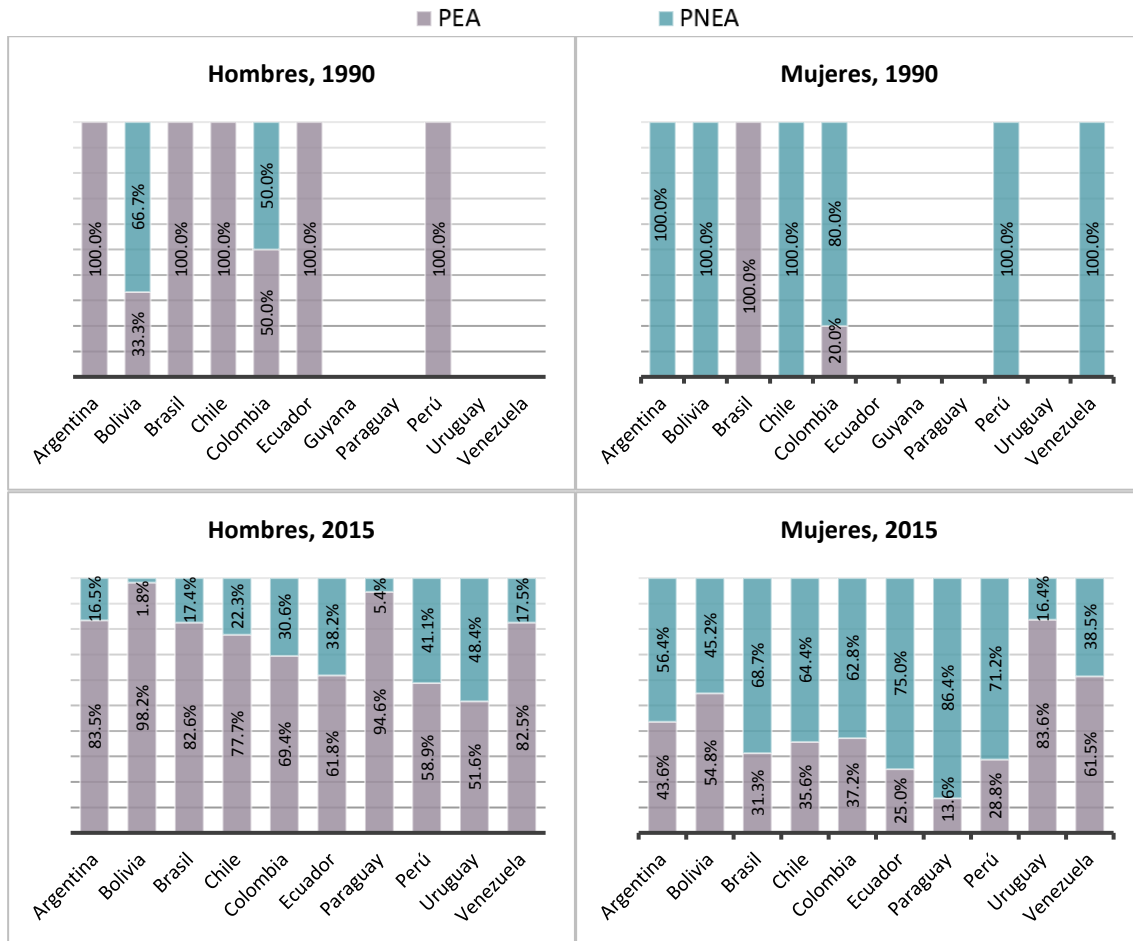 PEA PNEA
Hombres, 1990
100.0% 33.3% 66.7% 100.0% 100.0% 50.0% 50.0% 100.0% 100.0%
Argentina Bolivia Brasil Chile Colombia Ecuador Guyana Paraguay Perú Uruguay Venezuela
Mujeres, 1990
100.0% 100.0% 100.0% 100.0% 20.0% 80.0% 100.0% 100.0%
Argentina Bolivia Brasil Chile Colombia Ecuador Guyana Paraguay Perú Uruguay Venezuela
Hombres, 2015
16.5% 1.8% 17.4% 22.3% 30.6% 38.2% 5.4% 41.1% 48.4% 17.5%
83.5% 98.2% 82.6% 77.7% 69.4% 61.8% 94.6% 58.9% 51.6% 82.5%
Argentina Bolivia Brasil Chile Colombia Ecuador Paraguay Perú Uruguay Venezuela
Mujeres, 2015
56.4% 45.2% 68.7% 64.4% 62.8% 75.0% 86.4% 71.2% 16.4% 38.5%
43.6% 54.8% 31.3% 35.6% 37.2% 25.0% 13.6% 28.8% 83.6% 61.5%
Argentina Bolivia Brasil Chile Colombia Ecuador Paraguay Perú Uruguay Venezuela